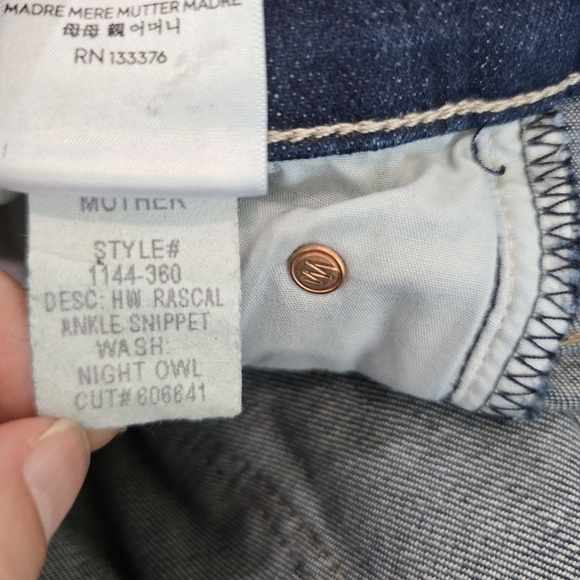 MADRE MERE MUTTER MADRE
母母 親 어머니
RN 133376
MOTHER
STYLE#
1144-360
DESC: HW RASCAL
ANKLE SNIPPET
WASH:
NIGHT OWL
CUT# 606641
M